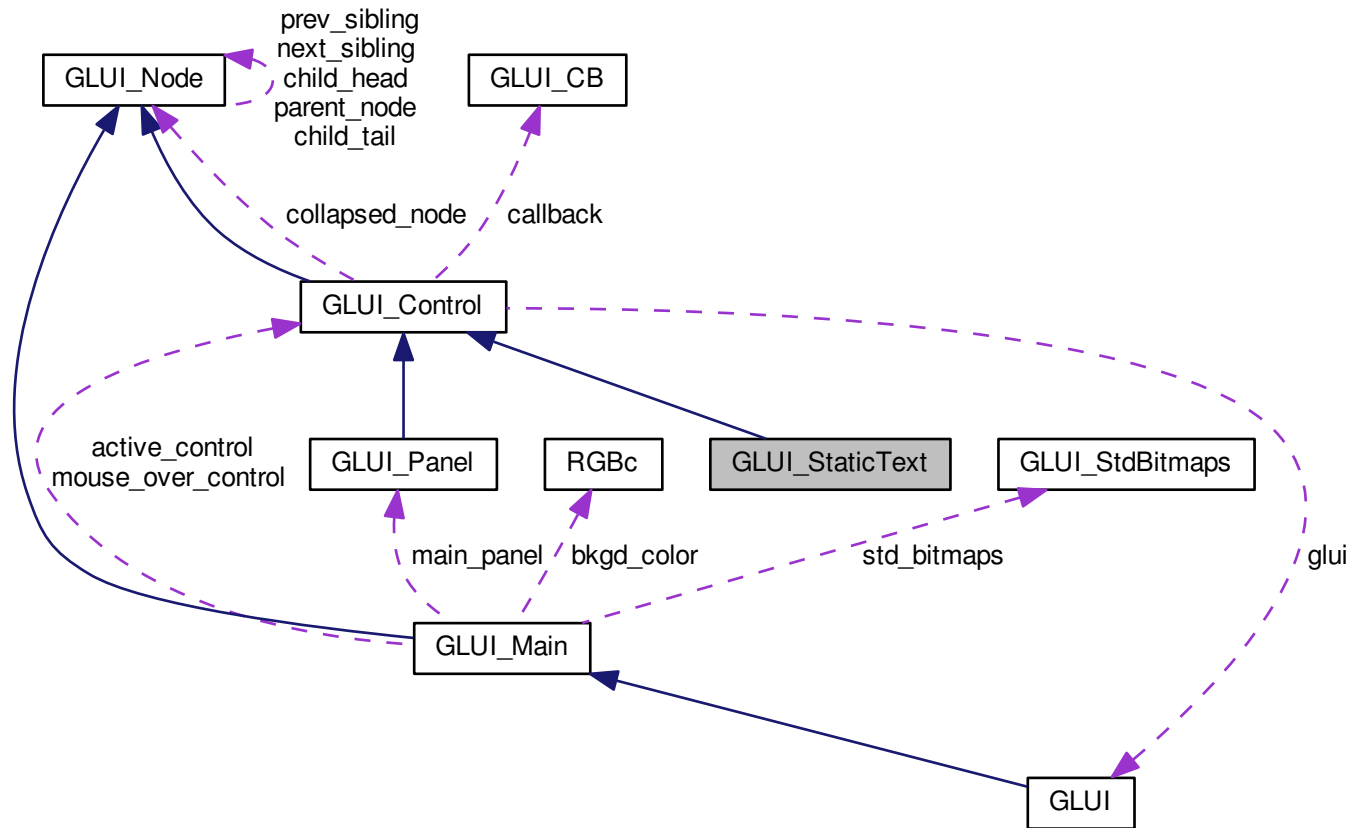 prev_sibling
next_sibling
child_head
parent_node
child_tail
GLUI_Node
GLUI_CB
collapsed_node
callback
GLUI_Control
active_control
mouse_over_control
GLUI_Panel
RGBc
GLUI_StaticText
GLUI_StdBitmaps
main_panel
bkgd_color
std_bitmaps
glui
GLUI_Main
GLUI